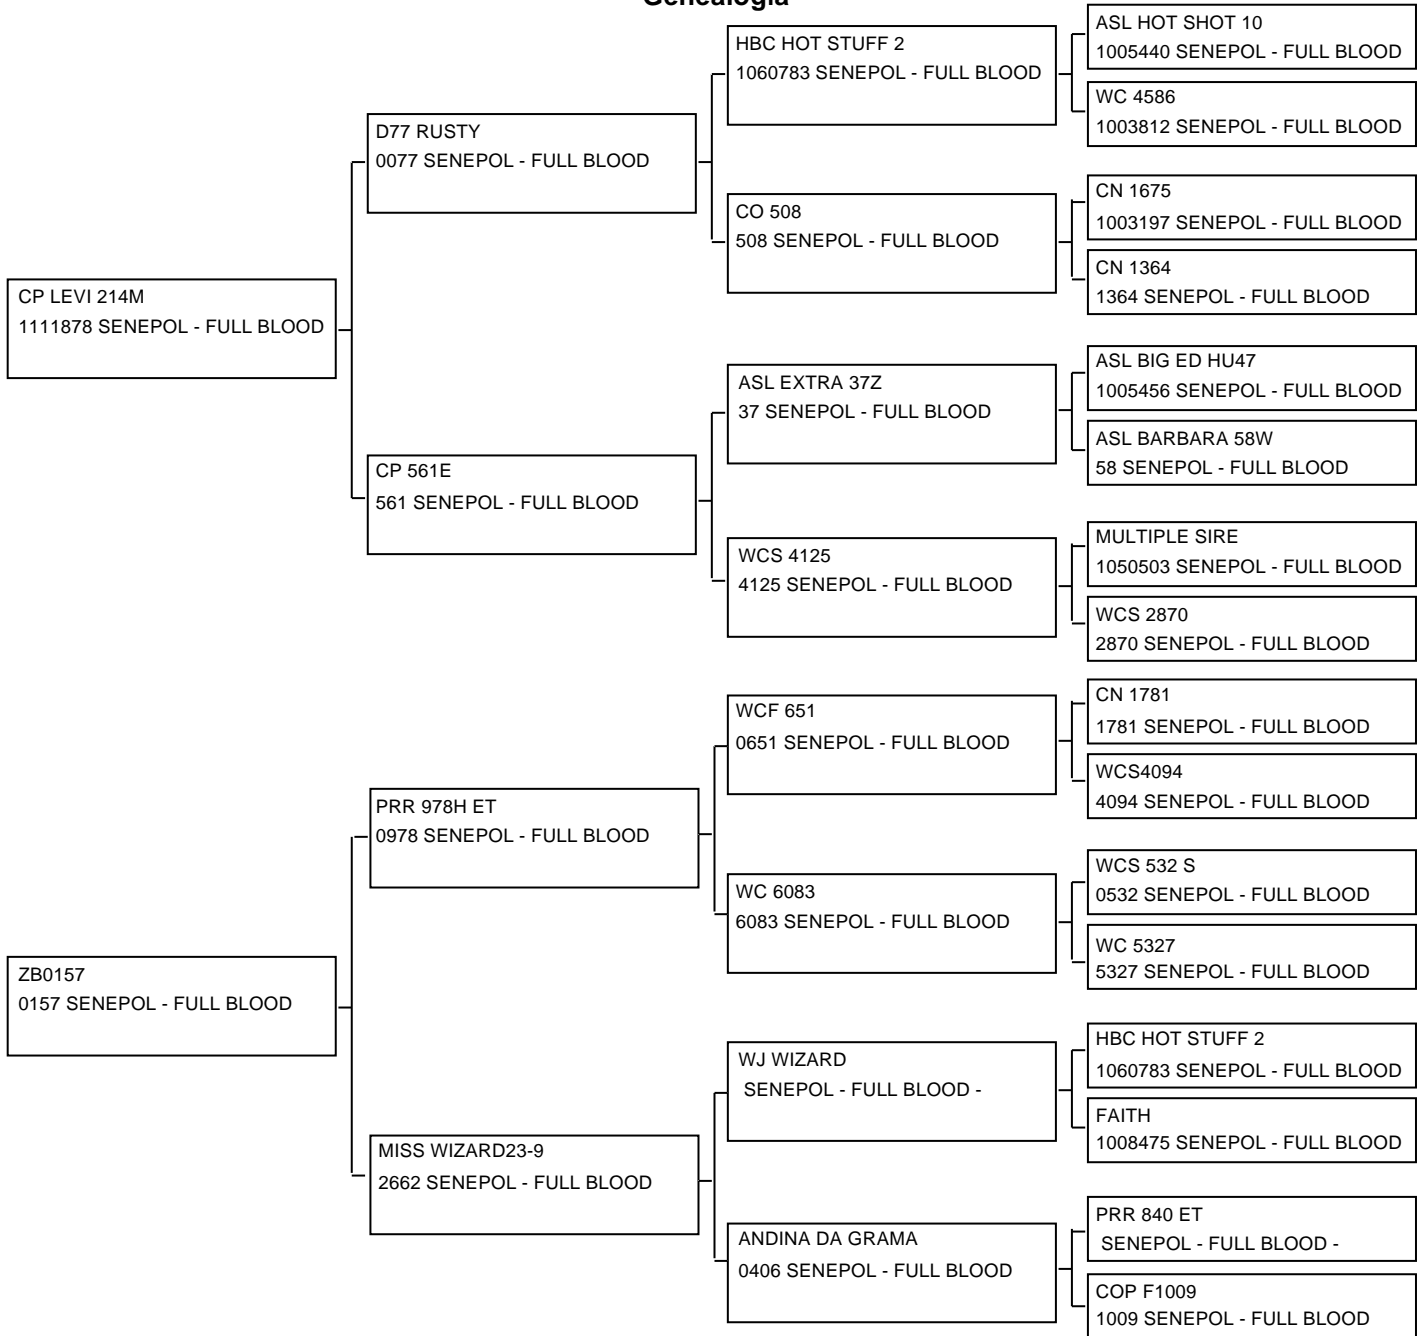 Genealogia
CP LEVI 214M
1111878 SENEPOL - FULL BLOOD
ZB0157
0157 SENEPOL - FULL BLOOD
D77 RUSTY
0077 SENEPOL - FULL BLOOD
CP 561E
561 SENEPOL - FULL BLOOD
PRR 978H ET
0978 SENEPOL - FULL BLOOD
MISS WIZARD23-9
2662 SENEPOL - FULL BLOOD
HBC HOT STUFF 2
1060783 SENEPOL - FULL BLOOD
CO 508
508 SENEPOL - FULL BLOOD
ASL EXTRA 37Z
37 SENEPOL - FULL BLOOD
WCS 4125
4125 SENEPOL - FULL BLOOD
WCF 651
0651 SENEPOL - FULL BLOOD
WC 6083
6083 SENEPOL - FULL BLOOD
WJ WIZARD
SENEPOL - FULL BLOOD -
ANDINA DA GRAMA
0406 SENEPOL - FULL BLOOD
ASL HOT SHOT 10
1005440 SENEPOL - FULL BLOOD
WC 4586
1003812 SENEPOL - FULL BLOOD
CN 1675
1003197 SENEPOL - FULL BLOOD
CN 1364
1364 SENEPOL - FULL BLOOD
ASL BIG ED HU47
1005456 SENEPOL - FULL BLOOD
ASL BARBARA 58W
58 SENEPOL - FULL BLOOD
MULTIPLE SIRE
1050503 SENEPOL - FULL BLOOD
WCS 2870
2870 SENEPOL - FULL BLOOD
CN 1781
1781 SENEPOL - FULL BLOOD
WCS4094
4094 SENEPOL - FULL BLOOD
WCS 532 S
0532 SENEPOL - FULL BLOOD
WC 5327
5327 SENEPOL - FULL BLOOD
HBC HOT STUFF 2
1060783 SENEPOL - FULL BLOOD
FAITH
1008475 SENEPOL - FULL BLOOD
PRR 840 ET
SENEPOL - FULL BLOOD -
COP F1009
1009 SENEPOL - FULL BLOOD